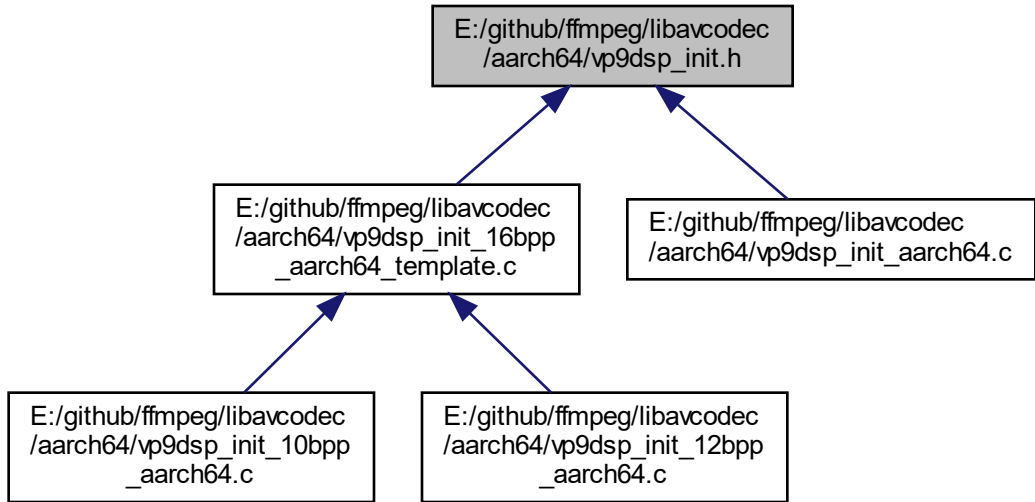 E:/github/ffmpeg/libavcodec
/aarch64/vp9dsp_init.h
E:/github/ffmpeg/libavcodec
/aarch64/vp9dsp_init_16bpp
_aarch64_template.c
E:/github/ffmpeg/libavcodec
/aarch64/vp9dsp_init_aarch64.c
E:/github/ffmpeg/libavcodec
/aarch64/vp9dsp_init_10bpp
_aarch64.c
E:/github/ffmpeg/libavcodec
/aarch64/vp9dsp_init_12bpp
_aarch64.c